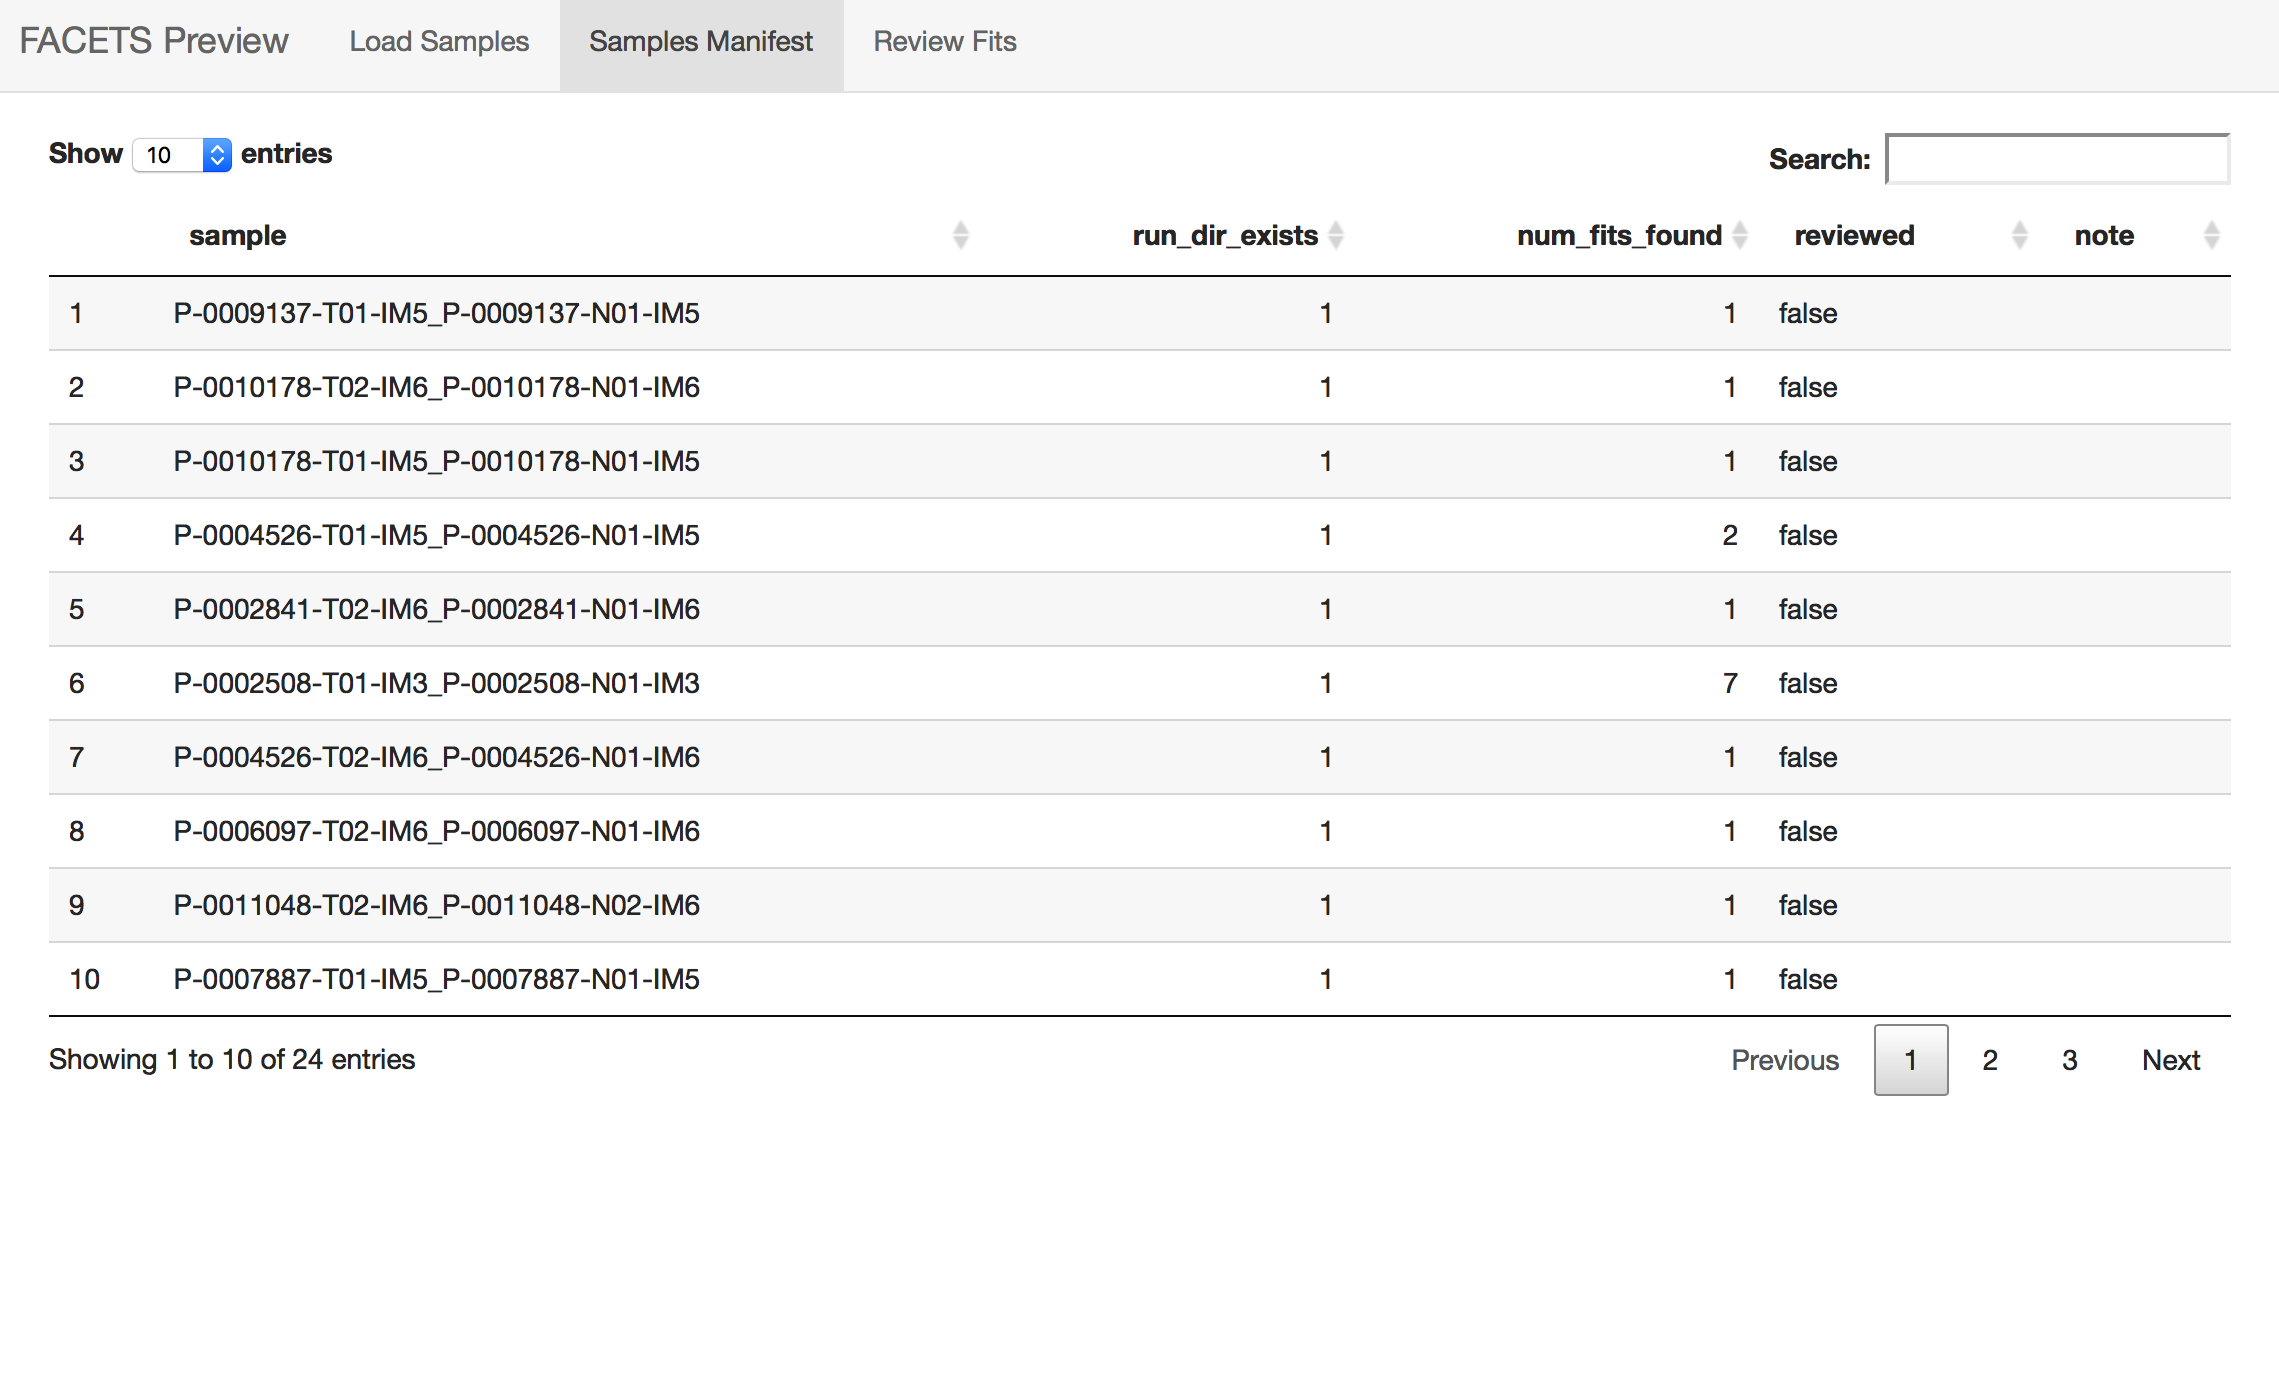 FACETS Preview Load Samples Samples Manifest Review Fits
Show 10 entries Search:
sample run_dir_exists num_fits_found reviewed note
1 P-0009137-T01-IM5_P-0009137-N01-IM5 1 1 false
2 P-0010178-T02-IM6_P-0010178-N01-IM6 1 1 false
3 P-0010178-T01-IM5_P-0010178-N01-IM5 1 1 false
4 P-0004526-T01-IM5_P-0004526-N01-IM5 1 2 false
5 P-0002841-T02-IM6_P-0002841-N01-IM6 1 1 false
6 P-0002508-T01-IM3_P-0002508-N01-IM3 1 7 false
7 P-0004526-T02-IM6_P-0004526-N01-IM6 1 1 false
8 P-0006097-T02-IM6_P-0006097-N01-IM6 1 1 false
9 P-0011048-T02-IM6_P-0011048-N02-IM6 1 1 false
10 P-0007887-T01-IM5_P-0007887-N01-IM5 1 1 false
Showing 1 to 10 of 24 entries Previous 1 2 3 Next